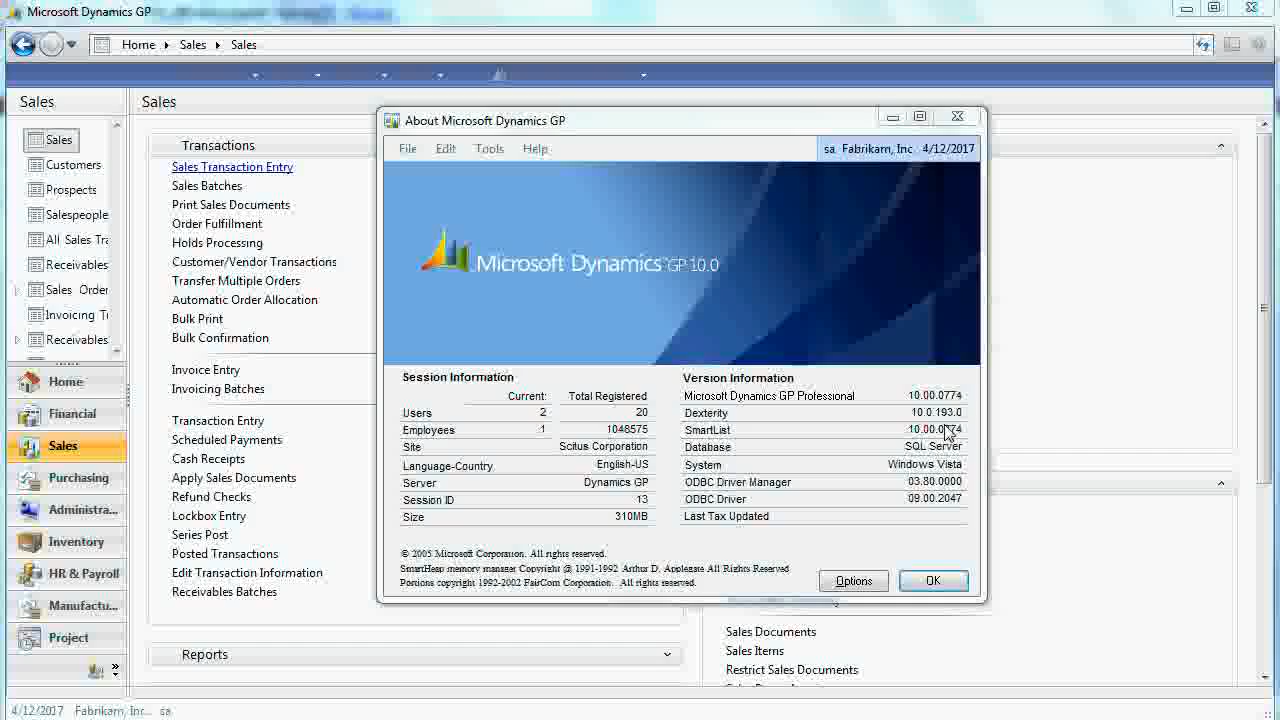 Microsoft Dynamics GP
Home Sales Sales
Sales
Sales
Customers
Prospects
Salespeople
All Sales Tra
Receivables
Sales Order
Invoicing T
Receivables
Home
Financial
Sales
Purchasing
Administra...
Inventory
HR & Payroll
Manufactu...
Project
Sales
Transactions
Sales Transaction Entry
Sales Batches
Print Sales Documents
Order Fulfillment
Holds Processing
Customer/Vendor Transactions
Transfer Multiple Orders
Automatic Order Allocation
Bulk Print
Bulk Confirmation
Invoice Entry
Invoicing Batches
Transaction Entry
Scheduled Payments
Cash Receipts
Apply Sales Documents
Refund Checks
Lockbox Entry
Series Post
Posted Transactions
Edit Transaction Information
Receivables Batches
Reports
About Microsoft Dynamics GP
File Edit Tools Help
sa Fabrikam, Inc. 4/12/2017
Microsoft Dynamics GP 10.0
Session Information
Current: Total Registered
Users 2 20
Employees 1 1048575
Site Scitus Corporation
Language-Country English-US
Server Dynamics GP
Session ID 13
Size 310MB
Version Information
Microsoft Dynamics GP Professional 10.00.0774
Dexterity 10.0.193.0
SmartList
Database SQL Server
System Windows Vista
ODBC Driver Manager 03.80.0000
ODBC Driver 09.00.2047
Last Tax Updated
© 2005 Microsoft Corporation. All rights reserved.
SmartHeap memory manager Copyright @ 1991-1992 Arthur D. Applegate All Rights Reserved
Portions copyright 1992-2002 FairCom Corporation. All rights reserved.
Options OK
Sales Documents
Sales Items
Restrict Sales Documents
4/12/2017 Fabrikam, Inc. sa